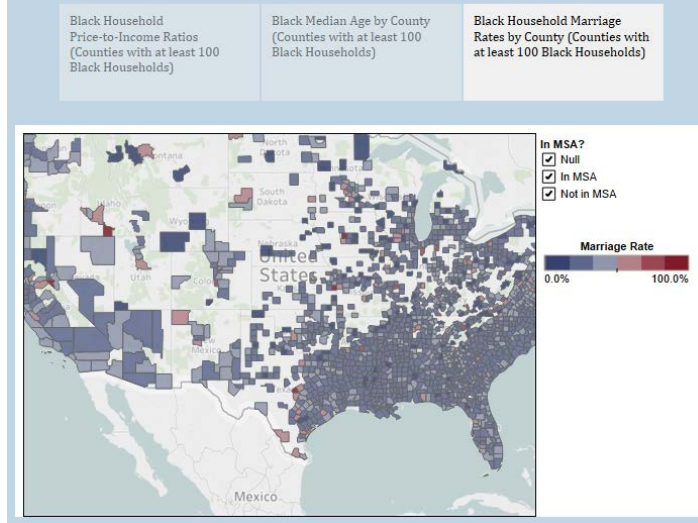 Black Household
Price-to-Income Ratios
(Counties with at least 100
Black Households)
Black Median Age by County
(Counties with at least 100
Black Households)
Black Household Marriage
Rates by County (Counties with
at least 100 Black Households)
In MSA?
Null
In MSA
Not in MSA
Marriage Rate
0.0%
100.0%
North
Dakota
South
Dakota
Nebraska
United
States
Utah
Mexico
Mexico